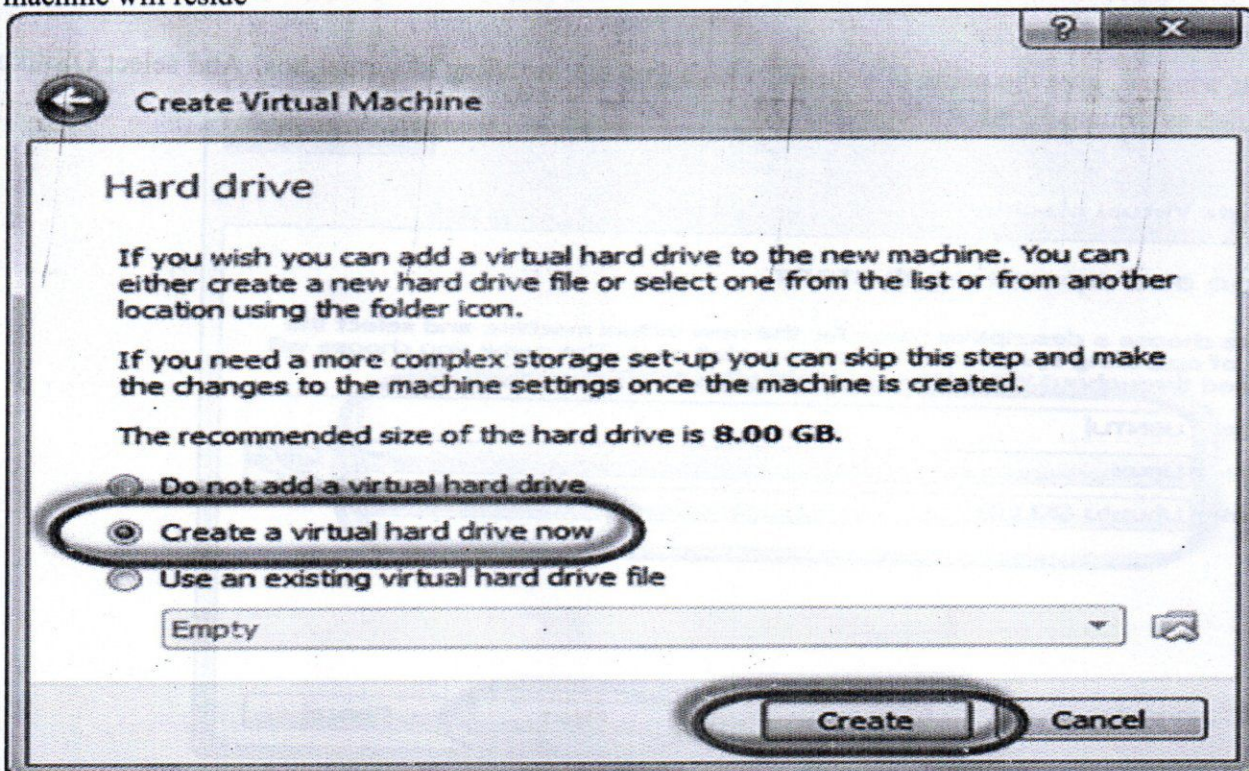 machine will reside
?
Create Virtual Machine
Hard drive
If you wish you can add a virtual hard drive to the new machine. You can
either create a new hard drive file or select one from the list or from another
location using the folder icon.
If you need a more complex storage set-up you can skip this step and make
the changes to the machine settings once the machine is created.
The recommended size of the hard drive is 8.00 GB.
Do not add a virtual hard drive
Create a virtual hard drive now
Use an existing virtual hard drive file
Empty
Create Cancel